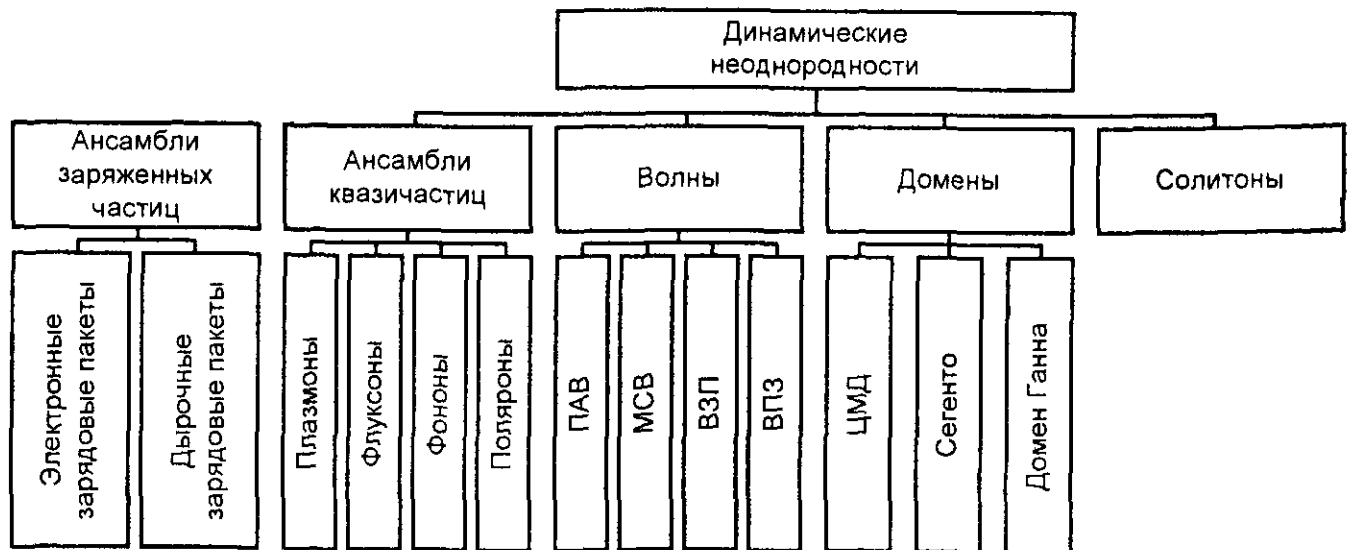 Динамические
неоднородности
Ансамбли
заряженных
частиц
Ансамбли
квазичастиц
Волны
Домены
Солитоны
Электронные
зарядовые пакеты
Дырочные
зарядовые пакеты
Плазмоны
Флуксоны
Фононы
Поляроны
ПАВ
МСВ
ВЗП
ВПЗ
ЦМД
Сегенто
Домен Ганна